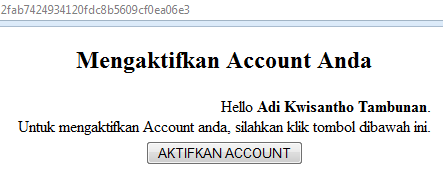 2fab7424934120fdc8b5609cf0ea06e3
Mengaktifkan Account Anda
Hello Adi Kwisantho Tambunan.
Untuk mengaktifkan Account anda, silahkan klik tombol dibawah ini.
AKTIFKAN ACCOUNT